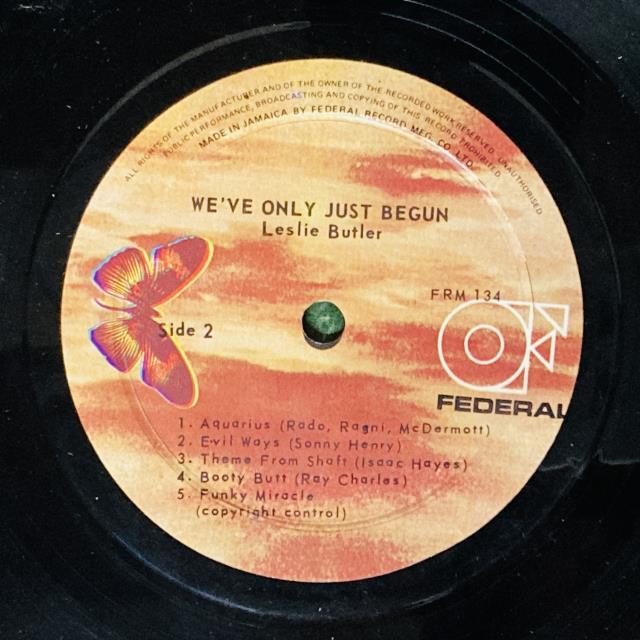 ALL RIGHTS OF THE MANUFACTURER AND OF THE OWNER OF THE RECORDED WORK RESERVED. UNAUTHORISED
PUBLIC PERFORMANCE, BROADCASTING AND COPYING OF THIS RECORD PROHIBITED.
MADE IN JAMAICA BY FEDERAL RECORD MFG. CO. LTD.
WE'VE ONLY JUST BEGUN
Leslie Butler
FRM 134
Side 2
FEDERAL
1. Aquarius (Rado, Ragni, McDermott)
2. Evil Ways (Sonny Henry)
3. Theme From Shaft (Isaac Hayes)
4. Booty Butt (Ray Charles)
5. Funky Miracle
(copyright control)